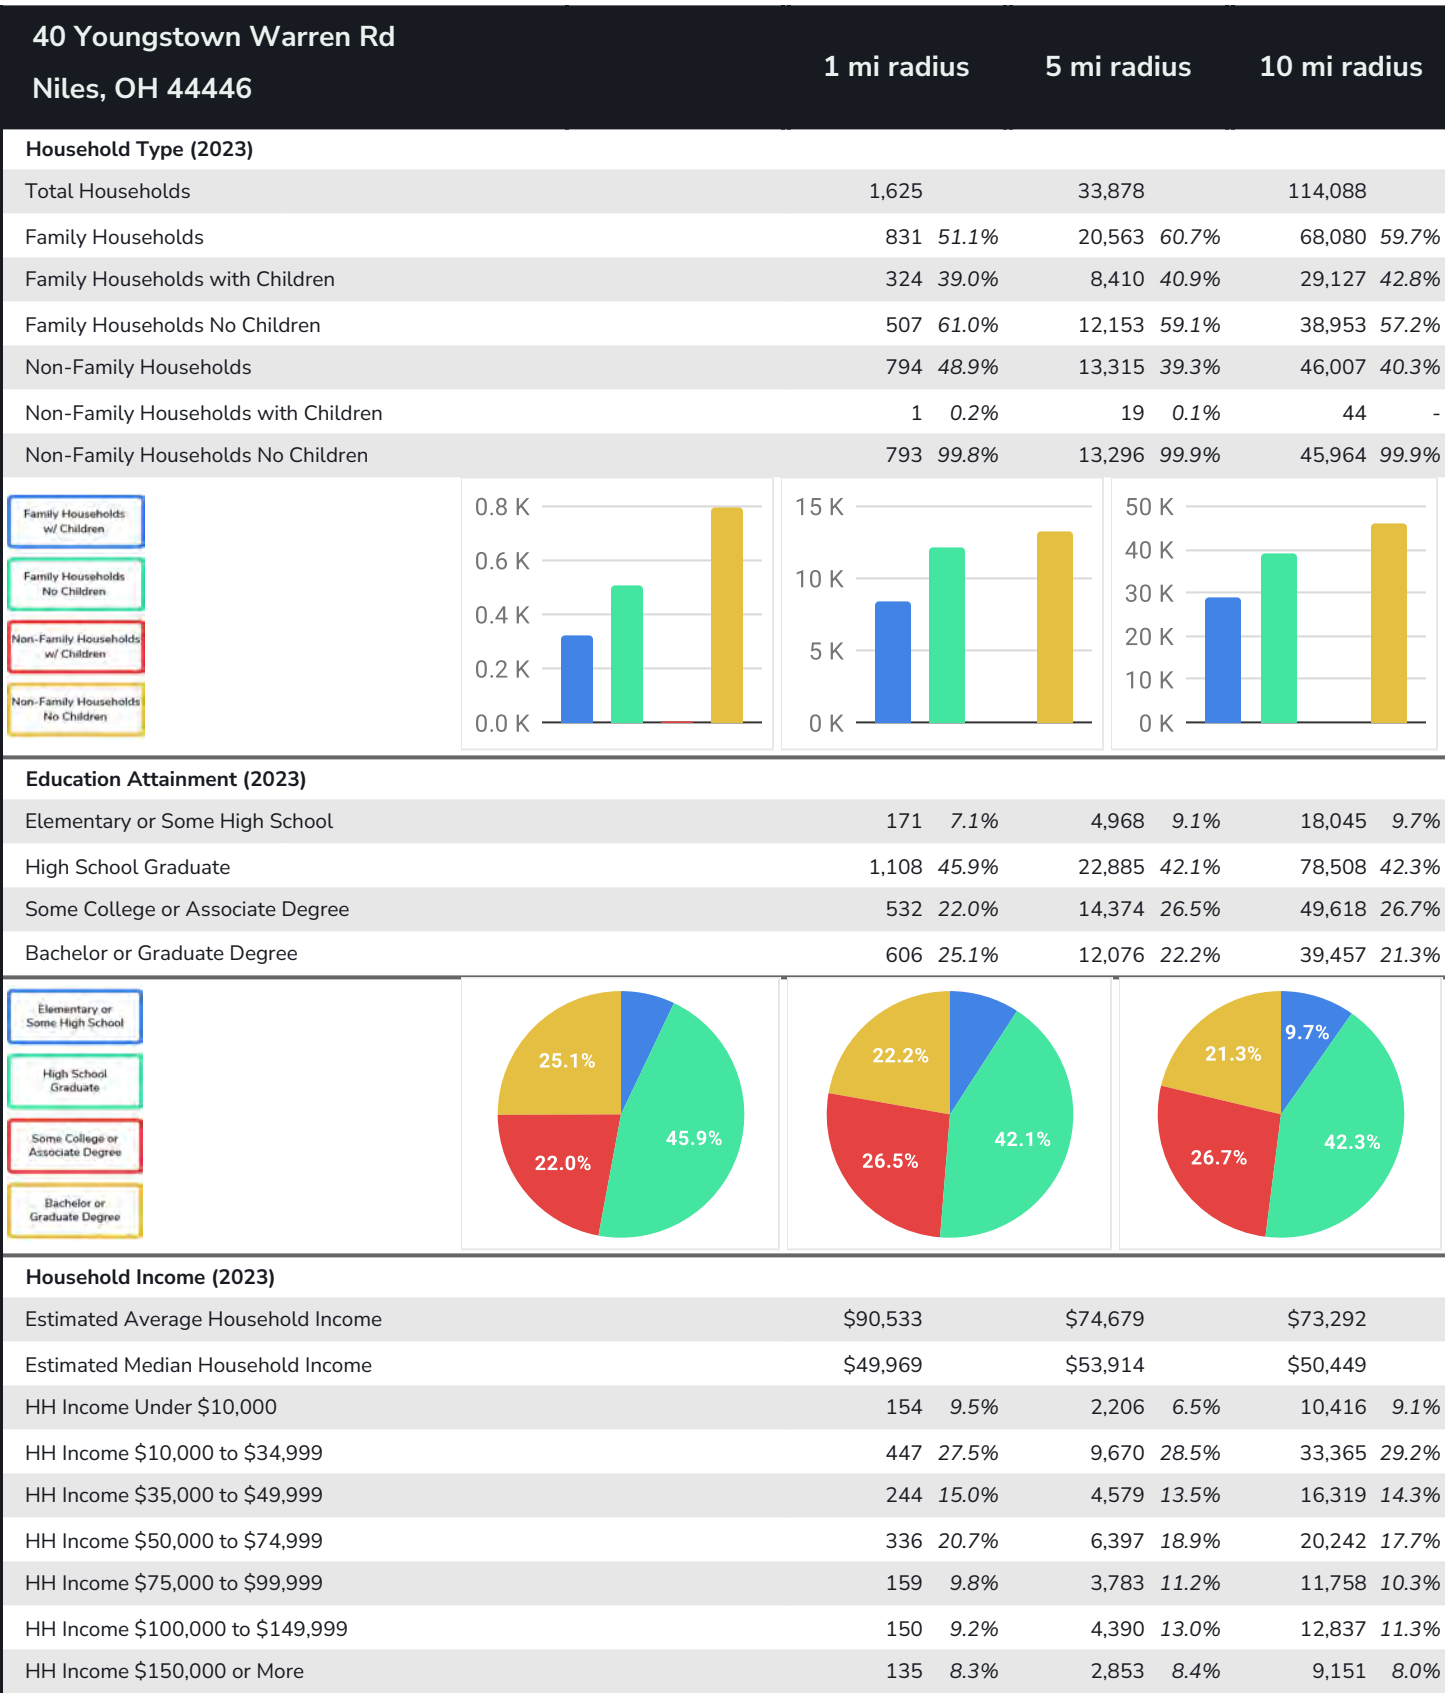 40 Youngstown Warren Rd
Niles, OH 44446
1 mi radius 5 mi radius 10 mi radius
Household Type (2023)
Total Households 1,625 33,878 114,088
Family Households 831 51.1% 20,563 60.7% 68,080 59.7%
Family Households with Children 324 39.0% 8,410 40.9% 29,127 42.8%
Family Households No Children 507 61.0% 12,153 59.1% 38,953 57.2%
Non-Family Households 794 48.9% 13,315 39.3% 46,007 40.3%
Non-Family Households with Children 1 0.2% 19 0.1% 44 -
Non-Family Households No Children 793 99.8% 13,296 99.9% 45,964 99.9%
Family Households
w/ Children
Family Households
No Children
Non-Family Households
w/ Children
Non-Family Households
No Children
0.8 K
0.6 K
0.4 K
0.2 K
0.0 K
15 K
10 K
5 K
0 K
50 K
40 K
30 K
20 K
10 K
0 K
Education Attainment (2023)
Elementary or Some High School 171 7.1% 4,968 9.1% 18,045 9.7%
High School Graduate 1,108 45.9% 22,885 42.1% 78,508 42.3%
Some College or Associate Degree 532 22.0% 14,374 26.5% 49,618 26.7%
Bachelor or Graduate Degree 606 25.1% 12,076 22.2% 39,457 21.3%
Elementary or
Some High School
High School
Graduate
Some College or
Associate Degree
Bachelor or
Graduate Degree
25.1%
45.9%
22.0%
22.2%
42.1%
26.5%
9.7%
21.3%
42.3%
26.7%
Household Income (2023)
Estimated Average Household Income $90,533 $74,679 $73,292
Estimated Median Household Income $49,969 $53,914 $50,449
HH Income Under $10,000 154 9.5% 2,206 6.5% 10,416 9.1%
HH Income $10,000 to $34,999 447 27.5% 9,670 28.5% 33,365 29.2%
HH Income $35,000 to $49,999 244 15.0% 4,579 13.5% 16,319 14.3%
HH Income $50,000 to $74,999 336 20.7% 6,397 18.9% 20,242 17.7%
HH Income $75,000 to $99,999 159 9.8% 3,783 11.2% 11,758 10.3%
HH Income $100,000 to $149,999 150 9.2% 4,390 13.0% 12,837 11.3%
HH Income $150,000 or More 135 8.3% 2,853 8.4% 9,151 8.0%